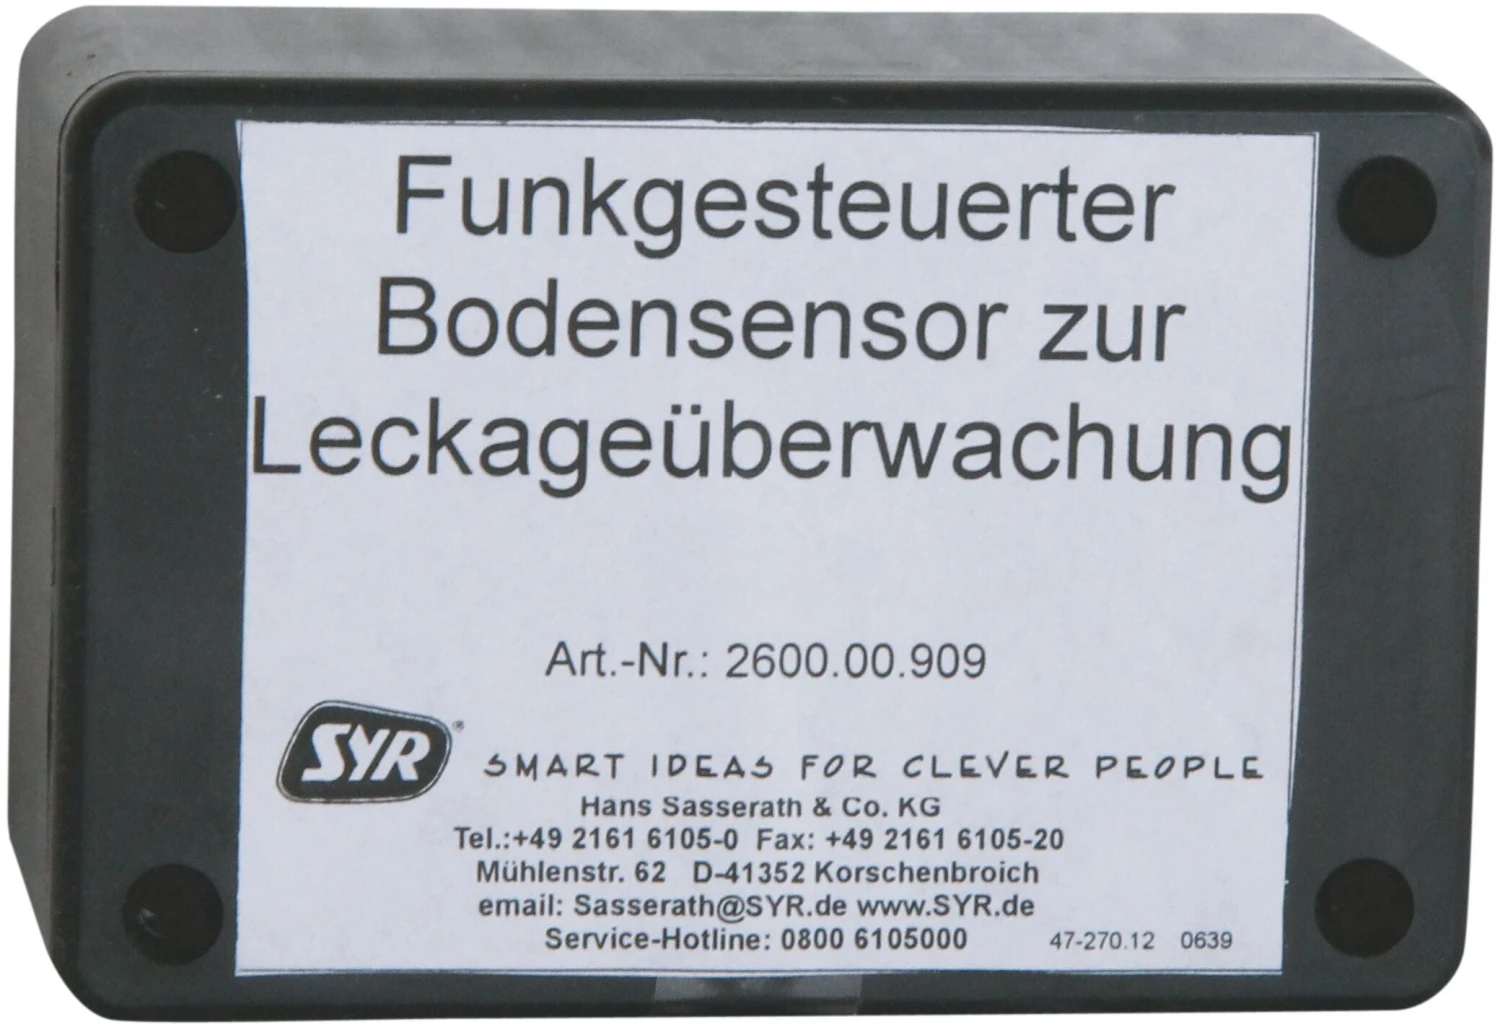 Funkgesteuerter
Bodensensor zur
Leckageüberwachung
Art.-Nr.: 2600.00.909
SYR® SMART IDEAS FOR CLEVER PEOPLE
Hans Sasserath & Co. KG
Tel.:+49 2161 6105-0 Fax: +49 2161 6105-20
Mühlenstr. 62 D-41352 Korschenbroich
email: Sasserath@SYR.de www.SYR.de
Service-Hotline: 0800 6105000 47-270.12 0639